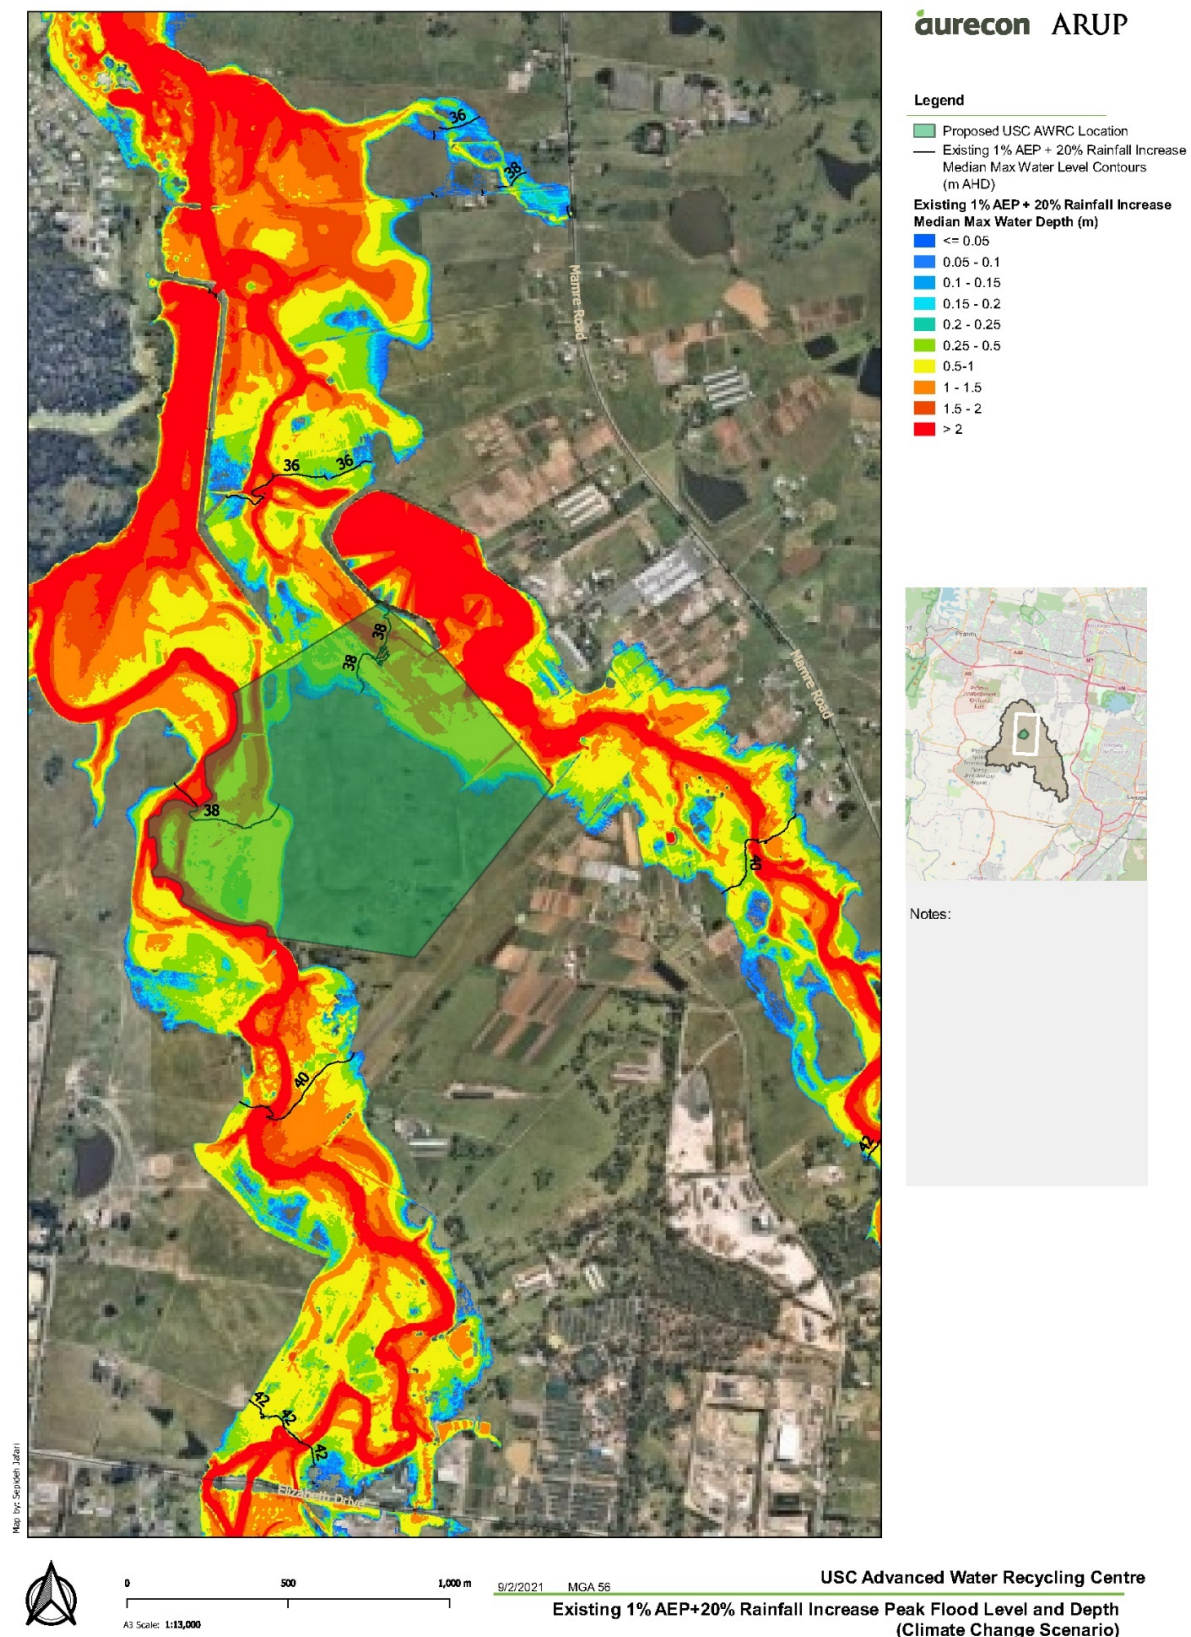 aurecon ARUP
Legend
Proposed USC AWRC Location
Existing 1% AEP + 20% Rainfall Increase
Median Max Water Level Contours
(m AHD)
Existing 1% AEP + 20% Rainfall Increase
Median Max Water Depth (m)
<= 0.05
0.05 - 0.1
0.1 - 0.15
0.15 - 0.2
0.2 - 0.25
0.25 - 0.5
0.5-1
1 - 1.5
1.5 - 2
> 2
36
38
Mamre Road
36
36
38
38
Mamre Road
38
40
40
42
42
42
42
Elizabeth Drive
Penrith
Notes:
Map by: Sepideh Jafari
0 500 1,000 m
A3 Scale: 1:13,000
9/2/2021 MGA 56
USC Advanced Water Recycling Centre
Existing 1% AEP+20% Rainfall Increase Peak Flood Level and Depth
(Climate Change Scenario)